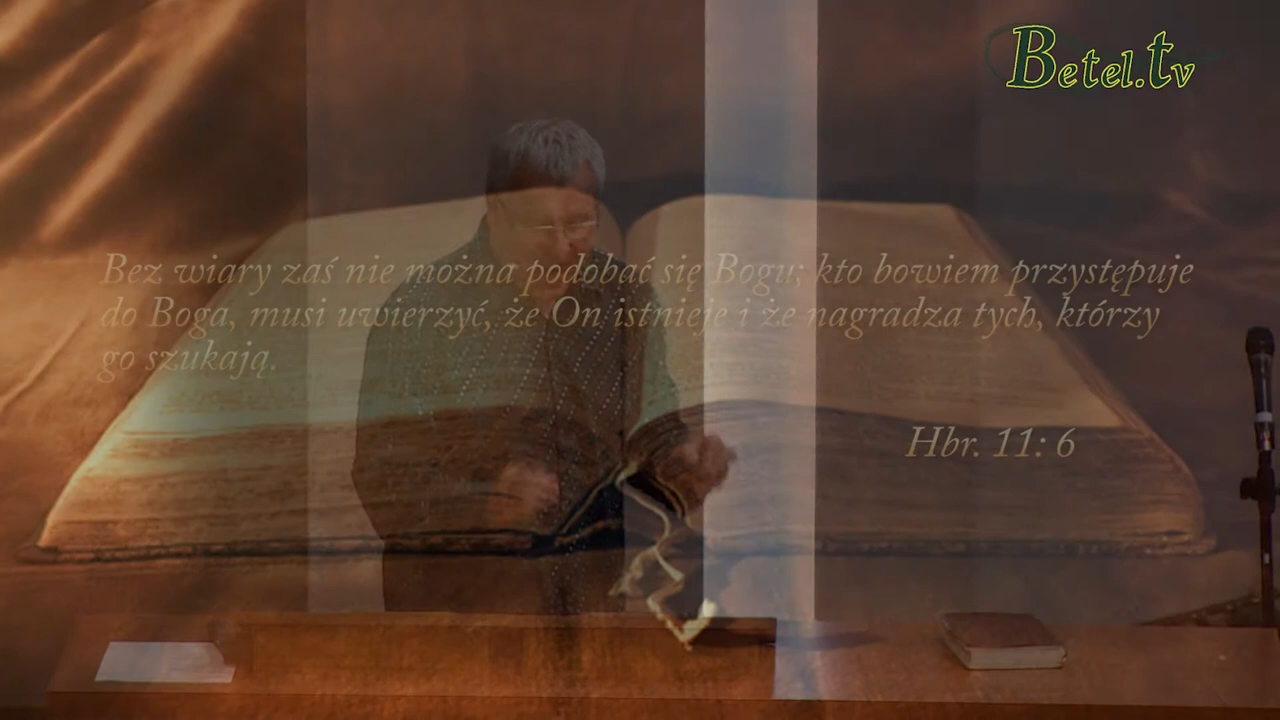 Betel.tv
Bez wiary zaś nie można podobać się Bogu; kto bowiem przystępuje
do Boga, musi uwierzyć, że On istnieje i że nagradza tych, którzy
go szukają.
Hbr. 11: 6